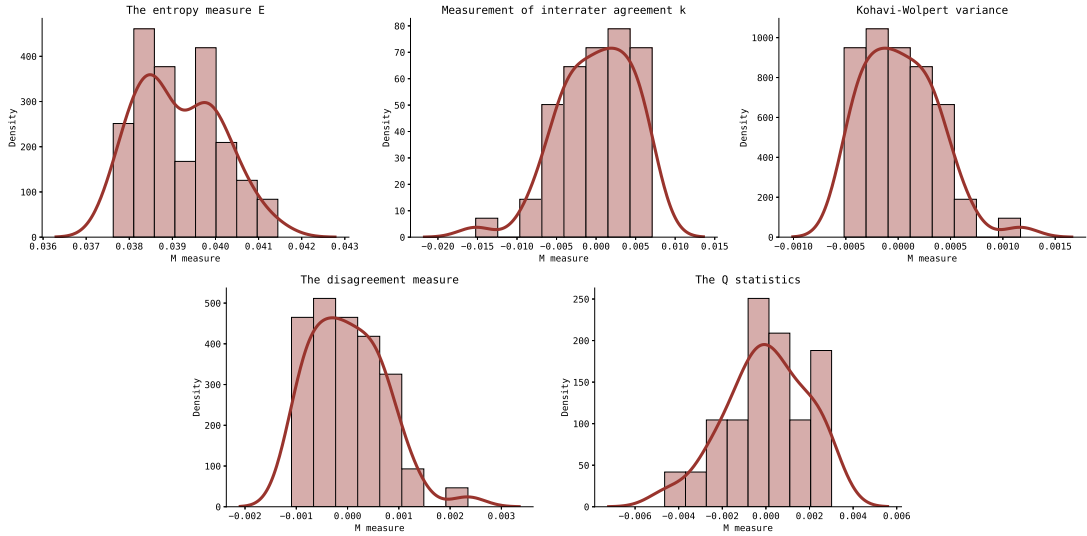 The entropy measure E
Density
400
300
200
100
0
0.036 0.037 0.038 0.039 0.040 0.041 0.042 0.043
M measure
Measurement of interrater agreement k
Density
80
70
60
50
40
30
20
10
0
−0.020 −0.015 −0.010 −0.005 0.000 0.005 0.010 0.015
M measure
Kohavi-Wolpert variance
Density
1000
800
600
400
200
0
−0.0010 −0.0005 0.0000 0.0005 0.0010 0.0015
M measure
The disagreement measure
Density
500
400
300
200
100
0
−0.002 −0.001 0.000 0.001 0.002 0.003
M measure
The Q statistics
Density
250
200
150
100
50
0
−0.006 −0.004 −0.002 0.000 0.002 0.004 0.006
M measure